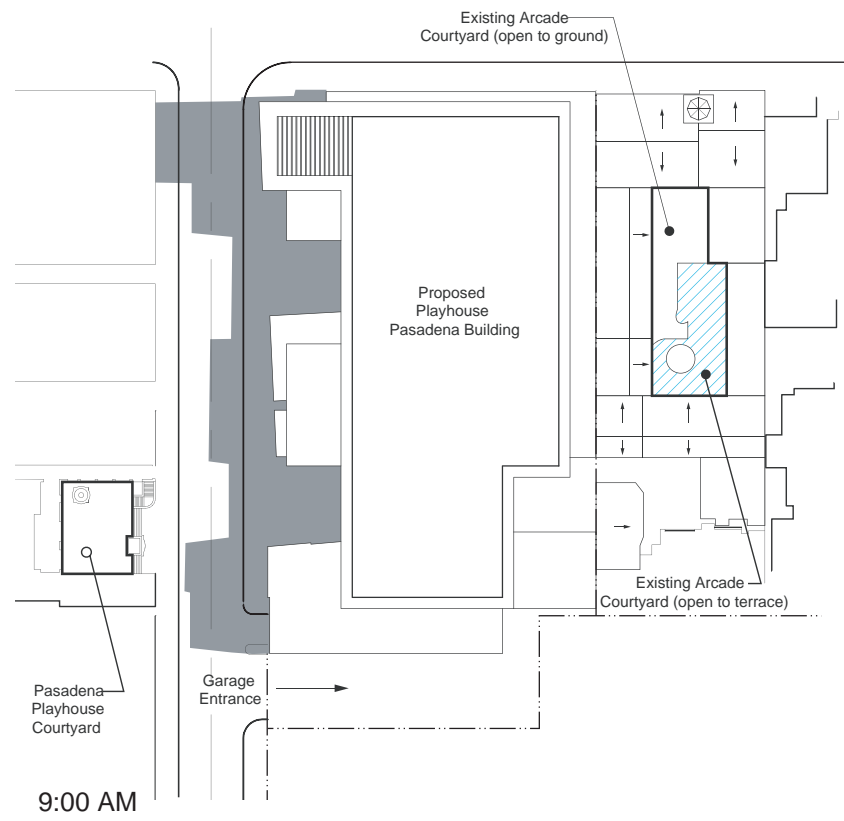 Existing Arcade
Courtyard (open to ground)
Proposed
Playhouse
Pasadena Building
Existing Arcade
Courtyard (open to terrace)
Garage
Entrance
Pasadena
Playhouse
Courtyard
9:00 AM